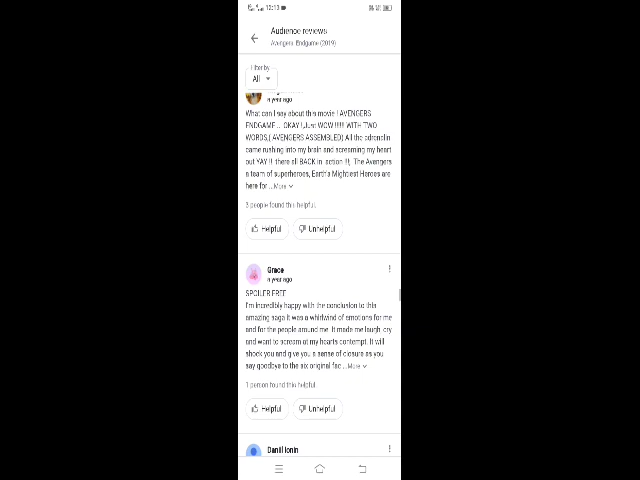 12:13
Audience reviews
Avengers: Endgame (2019)
Filter by
All
a year ago
What can I say about this movie ! AVENGERS
ENDGAME... OKAY ! Just WOW !!!!!! WITH TWO
WORDS,( AVENGERS ASSEMBLED) All the adrenalin
came rushing into my brain and screaming my heart
out YAY !! there all BACK in action !!!, The Avengers
a team of superheroes, Earth's Mightiest Heroes are
here for ...More
3 people found this helpful.
Helpful
Unhelpful
Grace
a year ago
SPOILER FREE
I'm incredibly happy with the conclusion to this
amazing saga it was a whirlwind of emotions for me
and for the people around me. It made me laugh, cry
and want to scream at my hearts contempt. It will
shock you and give you a sense of closure as you
say goodbye to the six original fac ...More
1 person found this helpful.
Helpful
Unhelpful
Daniil Ionin